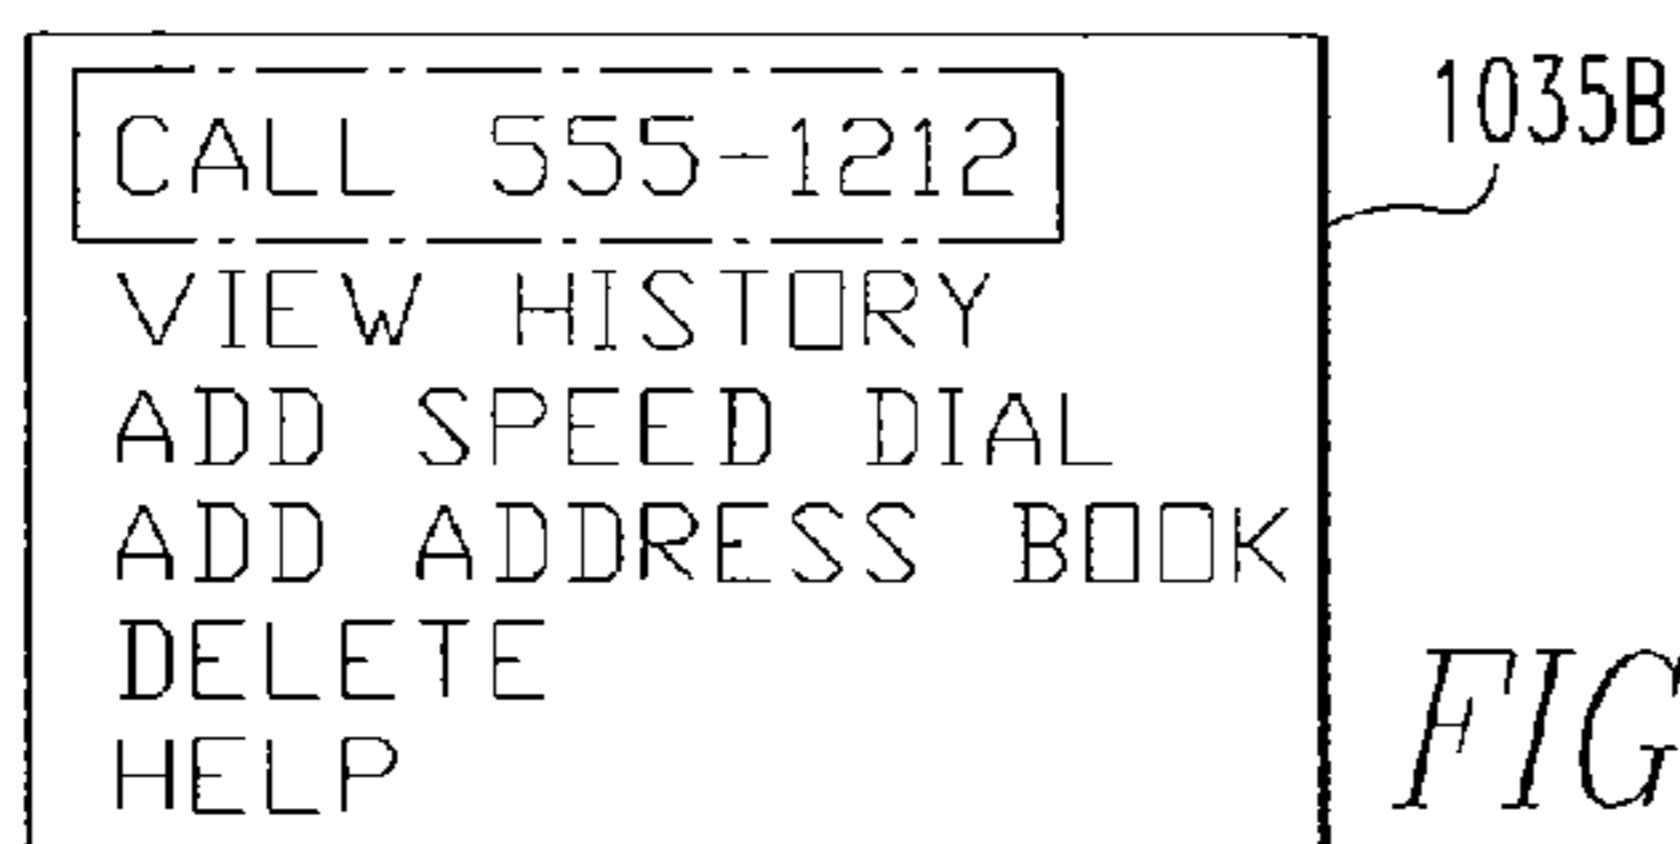 CALL 555-1212
1035B
VIEW HISTORY
ADD SPEED DIAL
ADD ADDRESS BOOK
DELETE
HELP
FIG